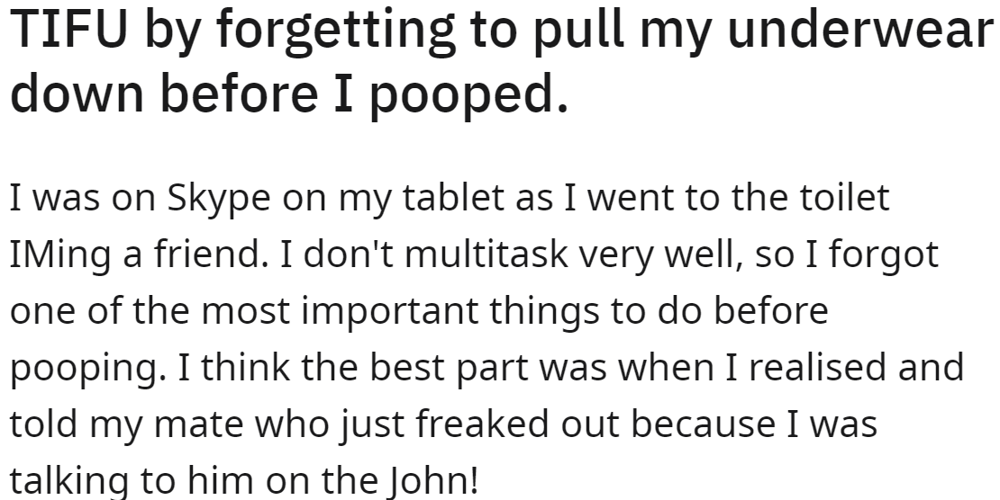 TIFU by forgetting to pull my underwear
down before I pooped.
I was on Skype on my tablet as I went to the toilet
IMing a friend. I don't multitask very well, so I forgot
one of the most important things to do before
pooping. I think the best part was when I realised and
told my mate who just freaked out because I was
talking to him on the John!